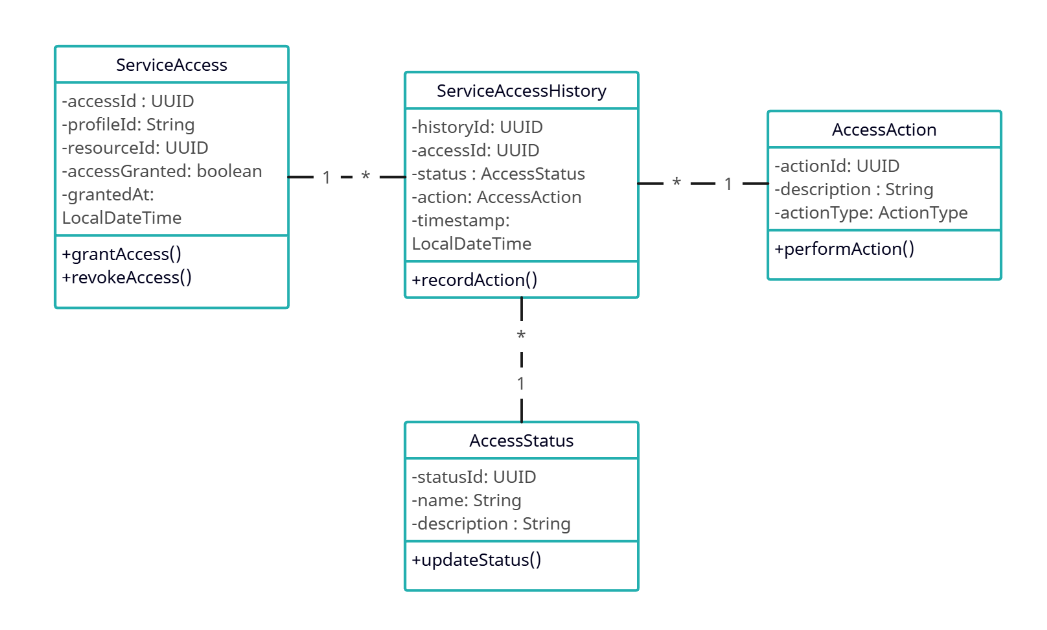 ServiceAccess
-accessId : UUID
-profileId: String
-resourceId: UUID
-accessGranted: boolean
-grantedAt:
LocalDateTime
+grantAccess()
+revokeAccess()
1
*
ServiceAccessHistory
-historyId: UUID
-accessId: UUID
-status : AccessStatus
-action: AccessAction
-timestamp:
LocalDateTime
+recordAction()
*
1
AccessAction
-actionId: UUID
-description : String
-actionType: ActionType
+performAction()
*
1
AccessStatus
-statusId: UUID
-name: String
-description : String
+updateStatus()